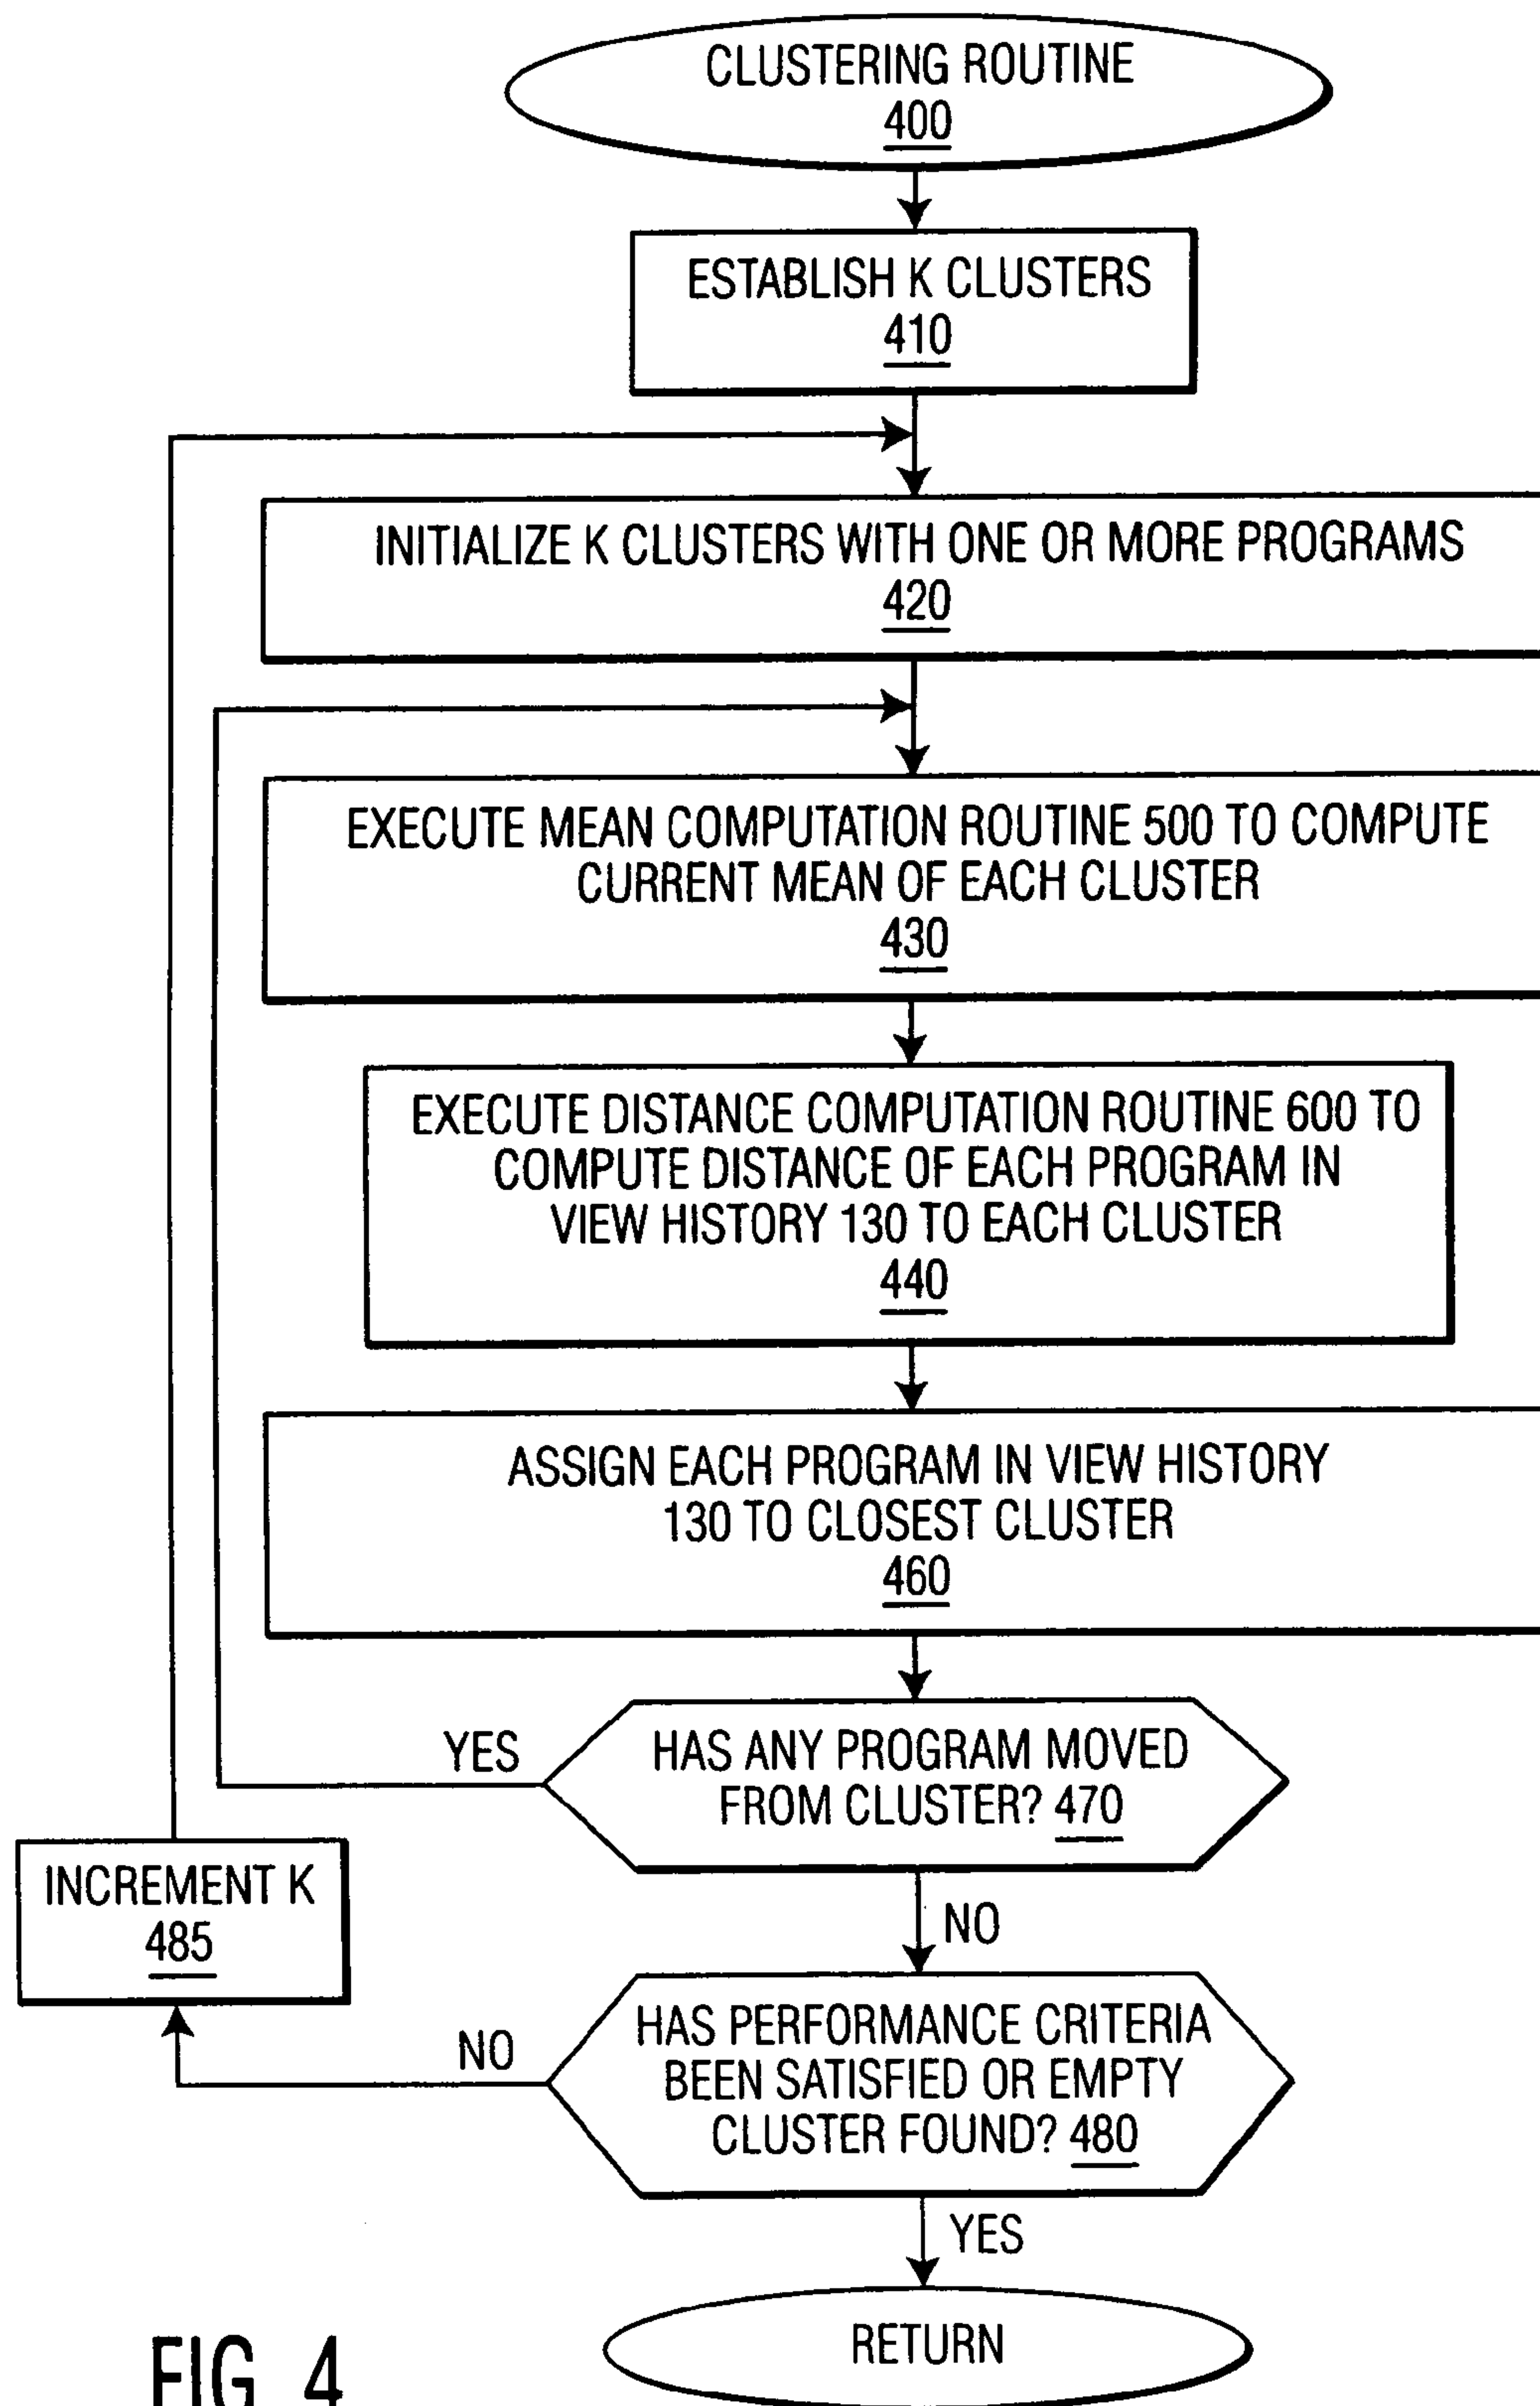 CLUSTERING ROUTINE
400
ESTABLISH K CLUSTERS
410
INITIALIZE K CLUSTERS WITH ONE OR MORE PROGRAMS
420
EXECUTE MEAN COMPUTATION ROUTINE 500 TO COMPUTE
CURRENT MEAN OF EACH CLUSTER
430
EXECUTE DISTANCE COMPUTATION ROUTINE 600 TO
COMPUTE DISTANCE OF EACH PROGRAM IN
VIEW HISTORY 130 TO EACH CLUSTER
440
ASSIGN EACH PROGRAM IN VIEW HISTORY
130 TO CLOSEST CLUSTER
460
YES
HAS ANY PROGRAM MOVED
FROM CLUSTER? 470
INCREMENT K
485
NO
NO
HAS PERFORMANCE CRITERIA
BEEN SATISFIED OR EMPTY
CLUSTER FOUND? 480
YES
RETURN
FIG. 4